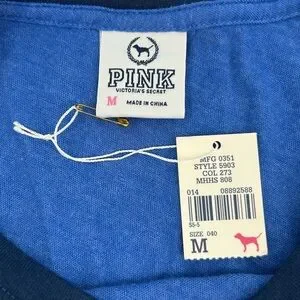 PINK
VICTORIA'S SECRET
M MADE IN CHINA
MFG 0351
STYLE 5903
COL 273
MHHS 808
014 08892588
S5-5
SIZE 040
M